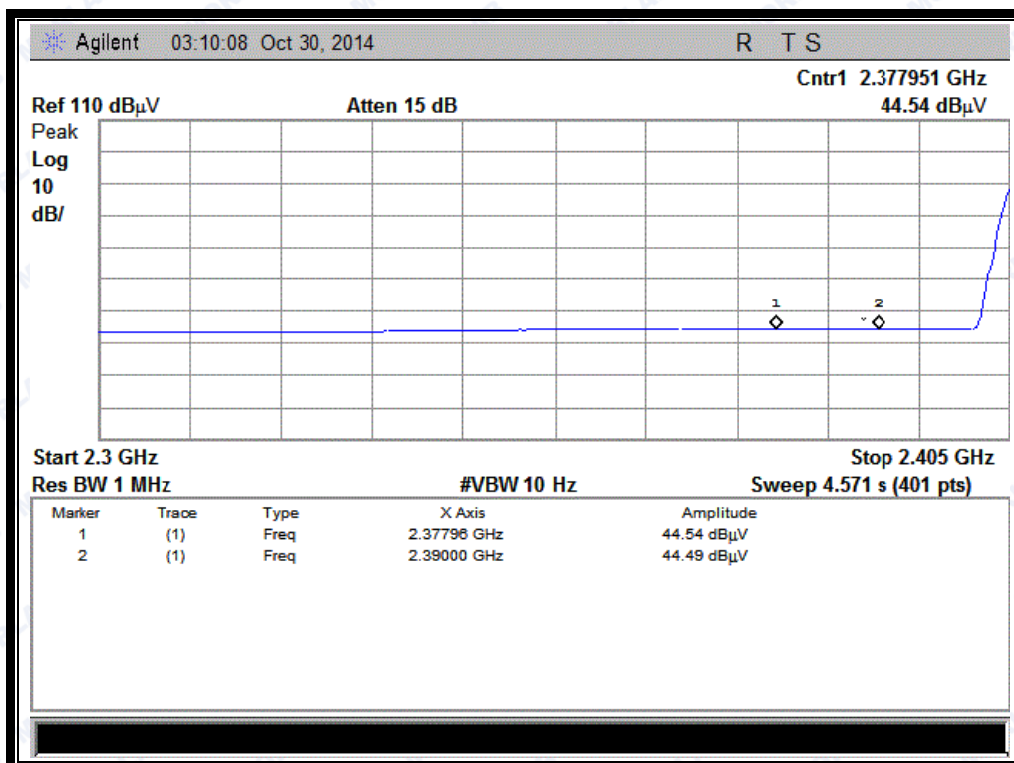 Agilent 03:10:08 Oct 30, 2014 R T S
Cntr1 2.377951 GHz
Ref 110 dBµV Atten 15 dB 44.54 dBµV
Peak
Log
10
dB/
1 2
Start 2.3 GHz Stop 2.405 GHz
Res BW 1 MHz #VBW 10 Hz Sweep 4.571 s (401 pts)
Marker Trace Type X Axis Amplitude
1 (1) Freq 2.37796 GHz 44.54 dBµV
2 (1) Freq 2.39000 GHz 44.49 dBµV